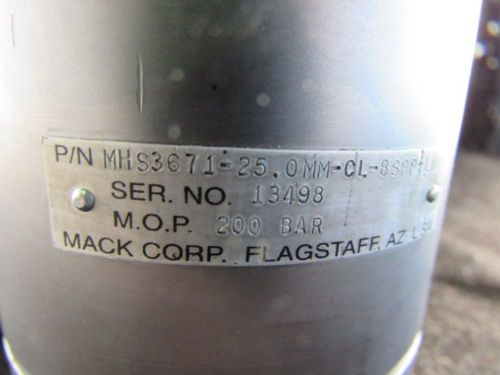 P/N MHS3671-25.0MM-CL-8SPP-L
SER. NO. 13498
M.O.P. 200 BAR
MACK CORP. FLAGSTAFF, AZ U.S.A.